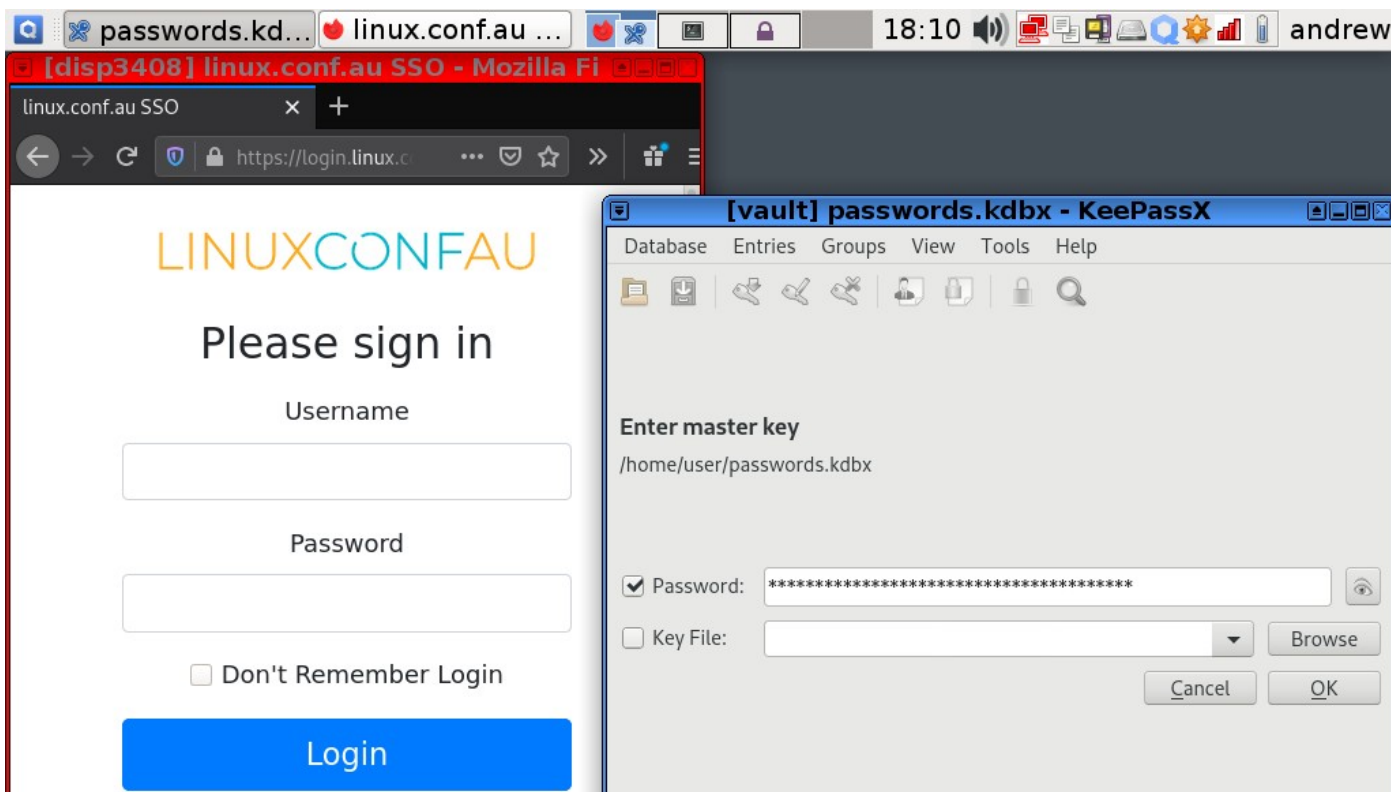 passwords.kd... linux.conf.au ... 18:10 andrew
[disp3408] linux.conf.au SSO - Mozilla Fi
linux.conf.au SSO
https://login.linux.c
LINUXCONFAU
Please sign in
Username
Password
Don't Remember Login
Login
[vault] passwords.kdbx - KeePassX
Database Entries Groups View Tools Help
Enter master key
/home/user/passwords.kdbx
Password: ***************************************
Key File: Browse
Cancel OK